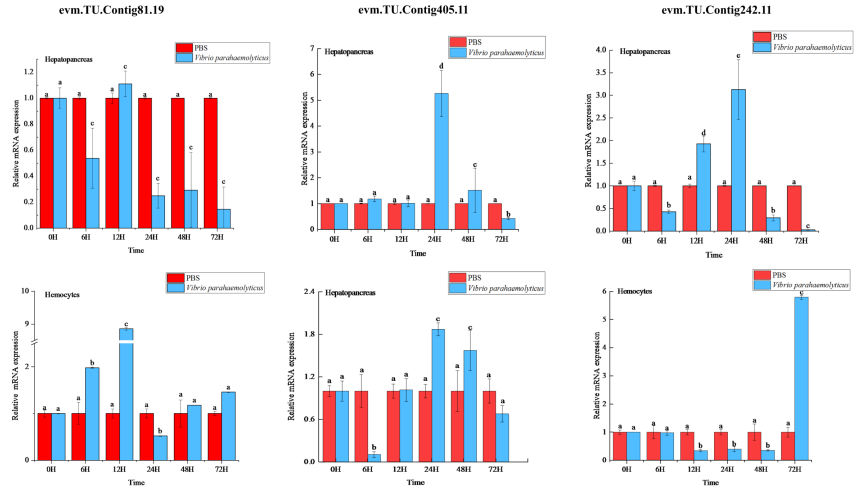 evm.TU.Contig81.19 evm.TU.Contig405.11 evm.TU.Contig242.11
Hepatopancreas
PBS
Vibrio parahaemolyticus
Relative mRNA expression
1.2
1.0
0.8
0.6
0.4
0.2
0.0
a a a c a c a c a c a c
0H 6H 12H 24H 48H 72H
Time
Hepatopancreas
PBS
Vibrio parahaemolyticus
Relative mRNA expression
6
5
4
3
2
1
0
a a a a a a a d a c a b
0H 6H 12H 24H 48H 72H
Time
Hepatopancreas
PBS
Vibrio parahaemolyticus
Relative mRNA expression
4.0
3.5
3.0
2.5
2.0
1.5
1.0
0.5
0.0
a a a b a d a c a b a c
0H 6H 12H 24H 48H 72H
Time
Hemocytes
PBS
Vibrio parahaemolyticus
Relative mRNA expression
10
9
2
1
0
a a a b a c a b a a a a
0H 6H 12H 24H 48H 72H
Time
Hepatopancreas
PBS
Vibrio parahaemolyticus
Relative mRNA expression
2.4
1.8
1.2
0.6
0.0
a a a b a a a c a c a a
0H 6H 12H 24H 48H 72H
Time
Hemocytes
PBS
Vibrio parahaemolyticus
Relative mRNA expression
6
5
4
3
2
1
0
a a a a a b a b a b a c
0H 6H 12H 24H 48H 72H
Time